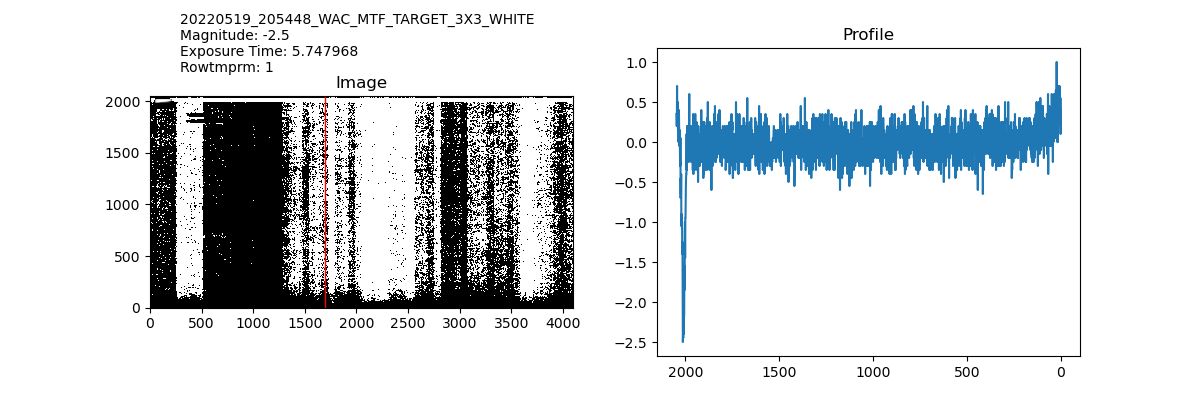 20220519_205448_WAC_MTF_TARGET_3X3_WHITE
Magnitude: -2.5
Exposure Time: 5.747968
Rowtmprm: 1
Image
2000
1500
1000
500
0
0 500 1000 1500 2000 2500 3000 3500 4000
Profile
1.0
0.5
0.0
−0.5
−1.0
−1.5
−2.0
−2.5
2000 1500 1000 500 0